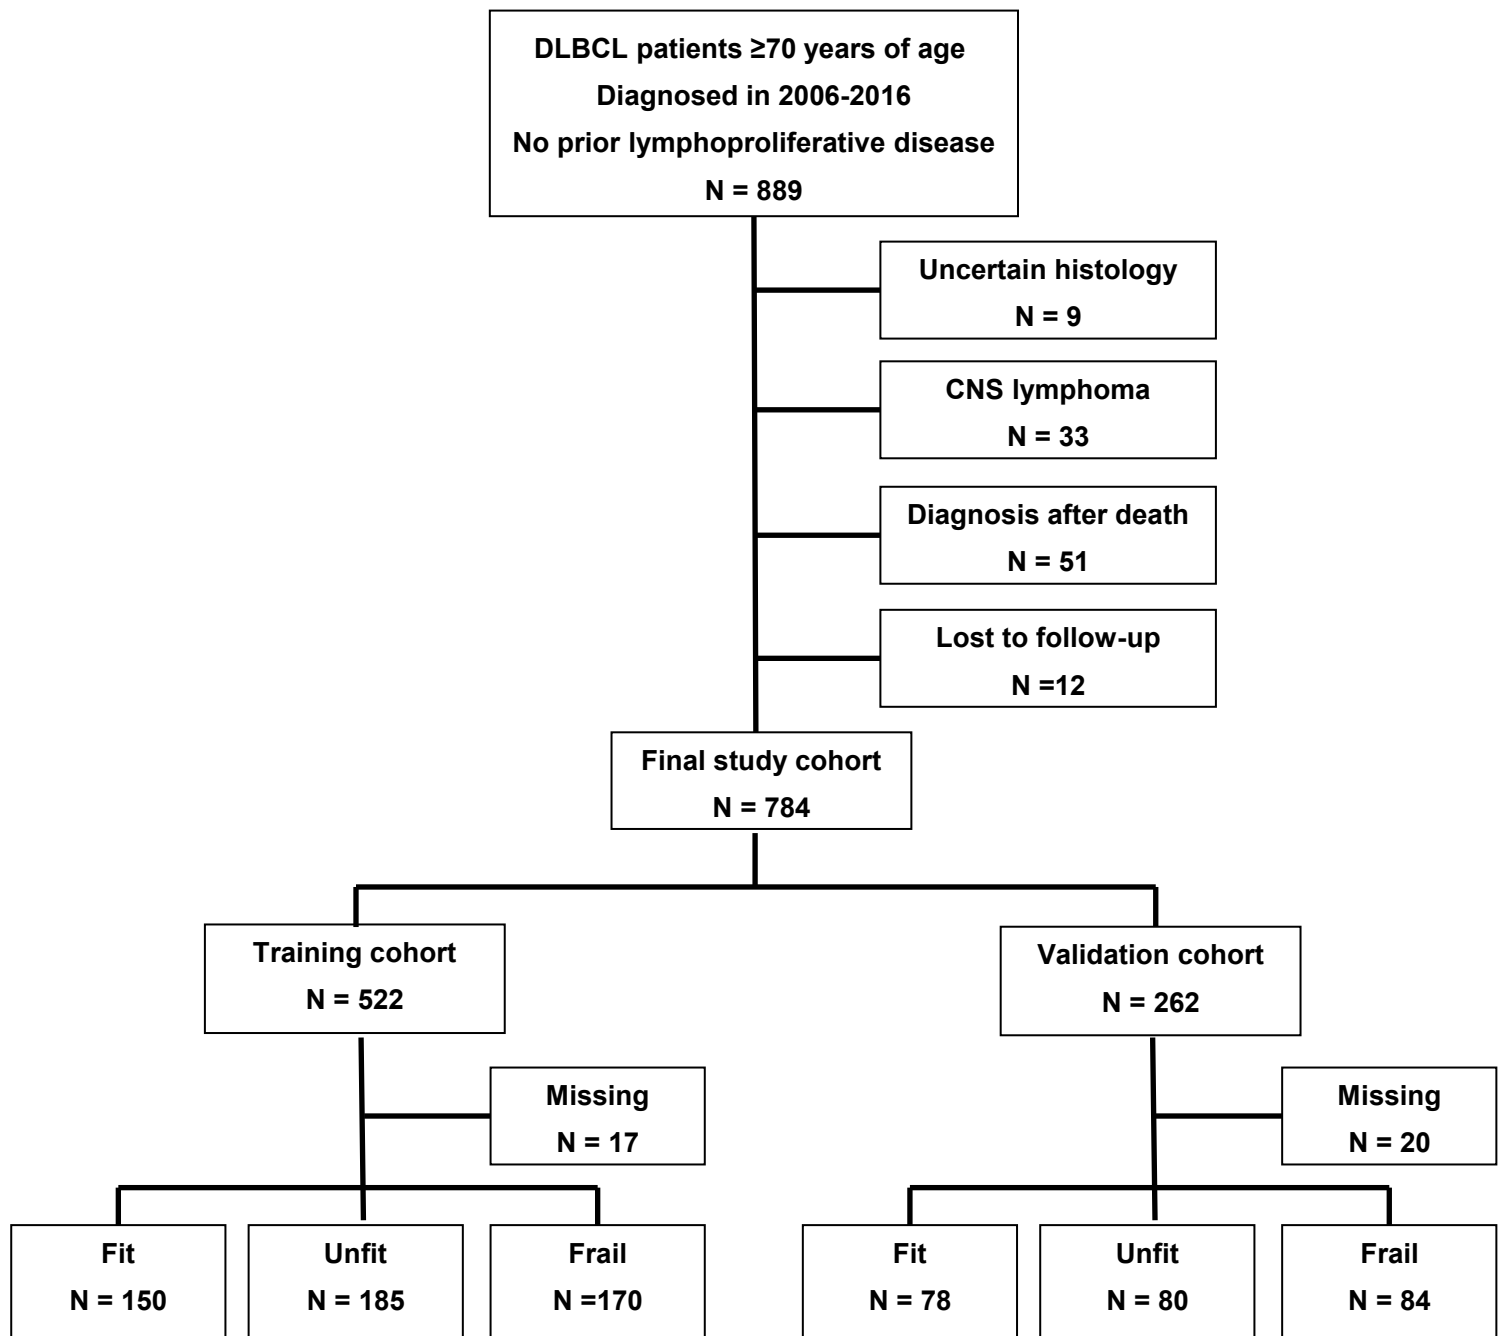 DLBCL patients ≥70 years of age
Diagnosed in 2006-2016
No prior lymphoproliferative disease
N = 889
Uncertain histology
N = 9
CNS lymphoma
N = 33
Diagnosis after death
N = 51
Lost to follow-up
N =12
Final study cohort
N = 784
Training cohort
N = 522
Validation cohort
N = 262
Missing
N = 17
Missing
N = 20
Fit
N = 150
Unfit
N = 185
Frail
N =170
Fit
N = 78
Unfit
N = 80
Frail
N = 84